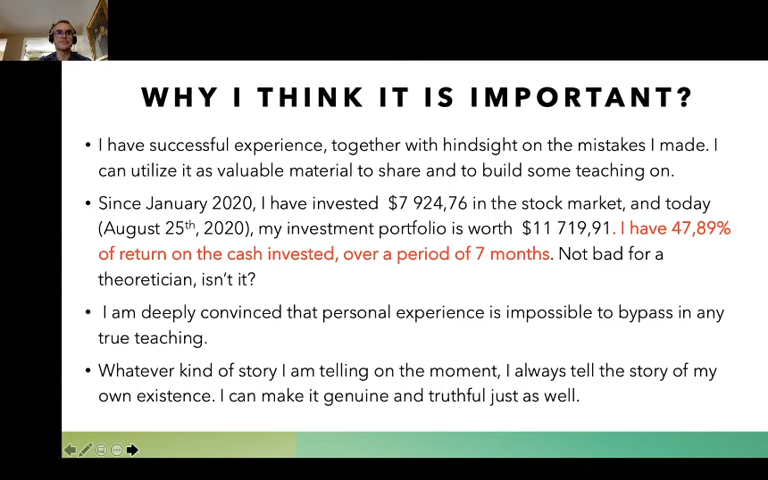 WHY I THINK IT IS IMPORTANT?
• I have successful experience, together with hindsight on the mistakes I made. I
can utilize it as valuable material to share and to build some teaching on.
• Since January 2020, I have invested $7 924,76 in the stock market, and today
(August 25th, 2020), my investment portfolio is worth $11 719,91. I have 47,89%
of return on the cash invested, over a period of 7 months. Not bad for a
theoretician, isn't it?
• I am deeply convinced that personal experience is impossible to bypass in any
true teaching.
• Whatever kind of story I am telling on the moment, I always tell the story of my
own existence. I can make it genuine and truthful just as well.